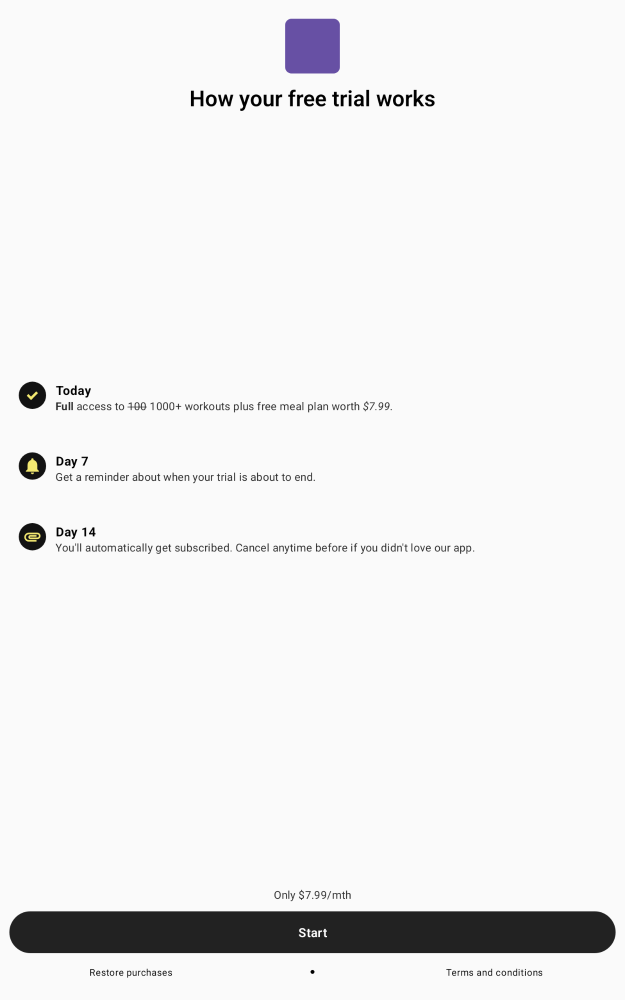 How your free trial works
Today
Full access to 100 1000+ workouts plus free meal plan worth $7.99.
Day 7
Get a reminder about when your trial is about to end.
Day 14
You'll automatically get subscribed. Cancel anytime before if you didn't love our app.
Only $7.99/mth
Start
Restore purchases • Terms and conditions